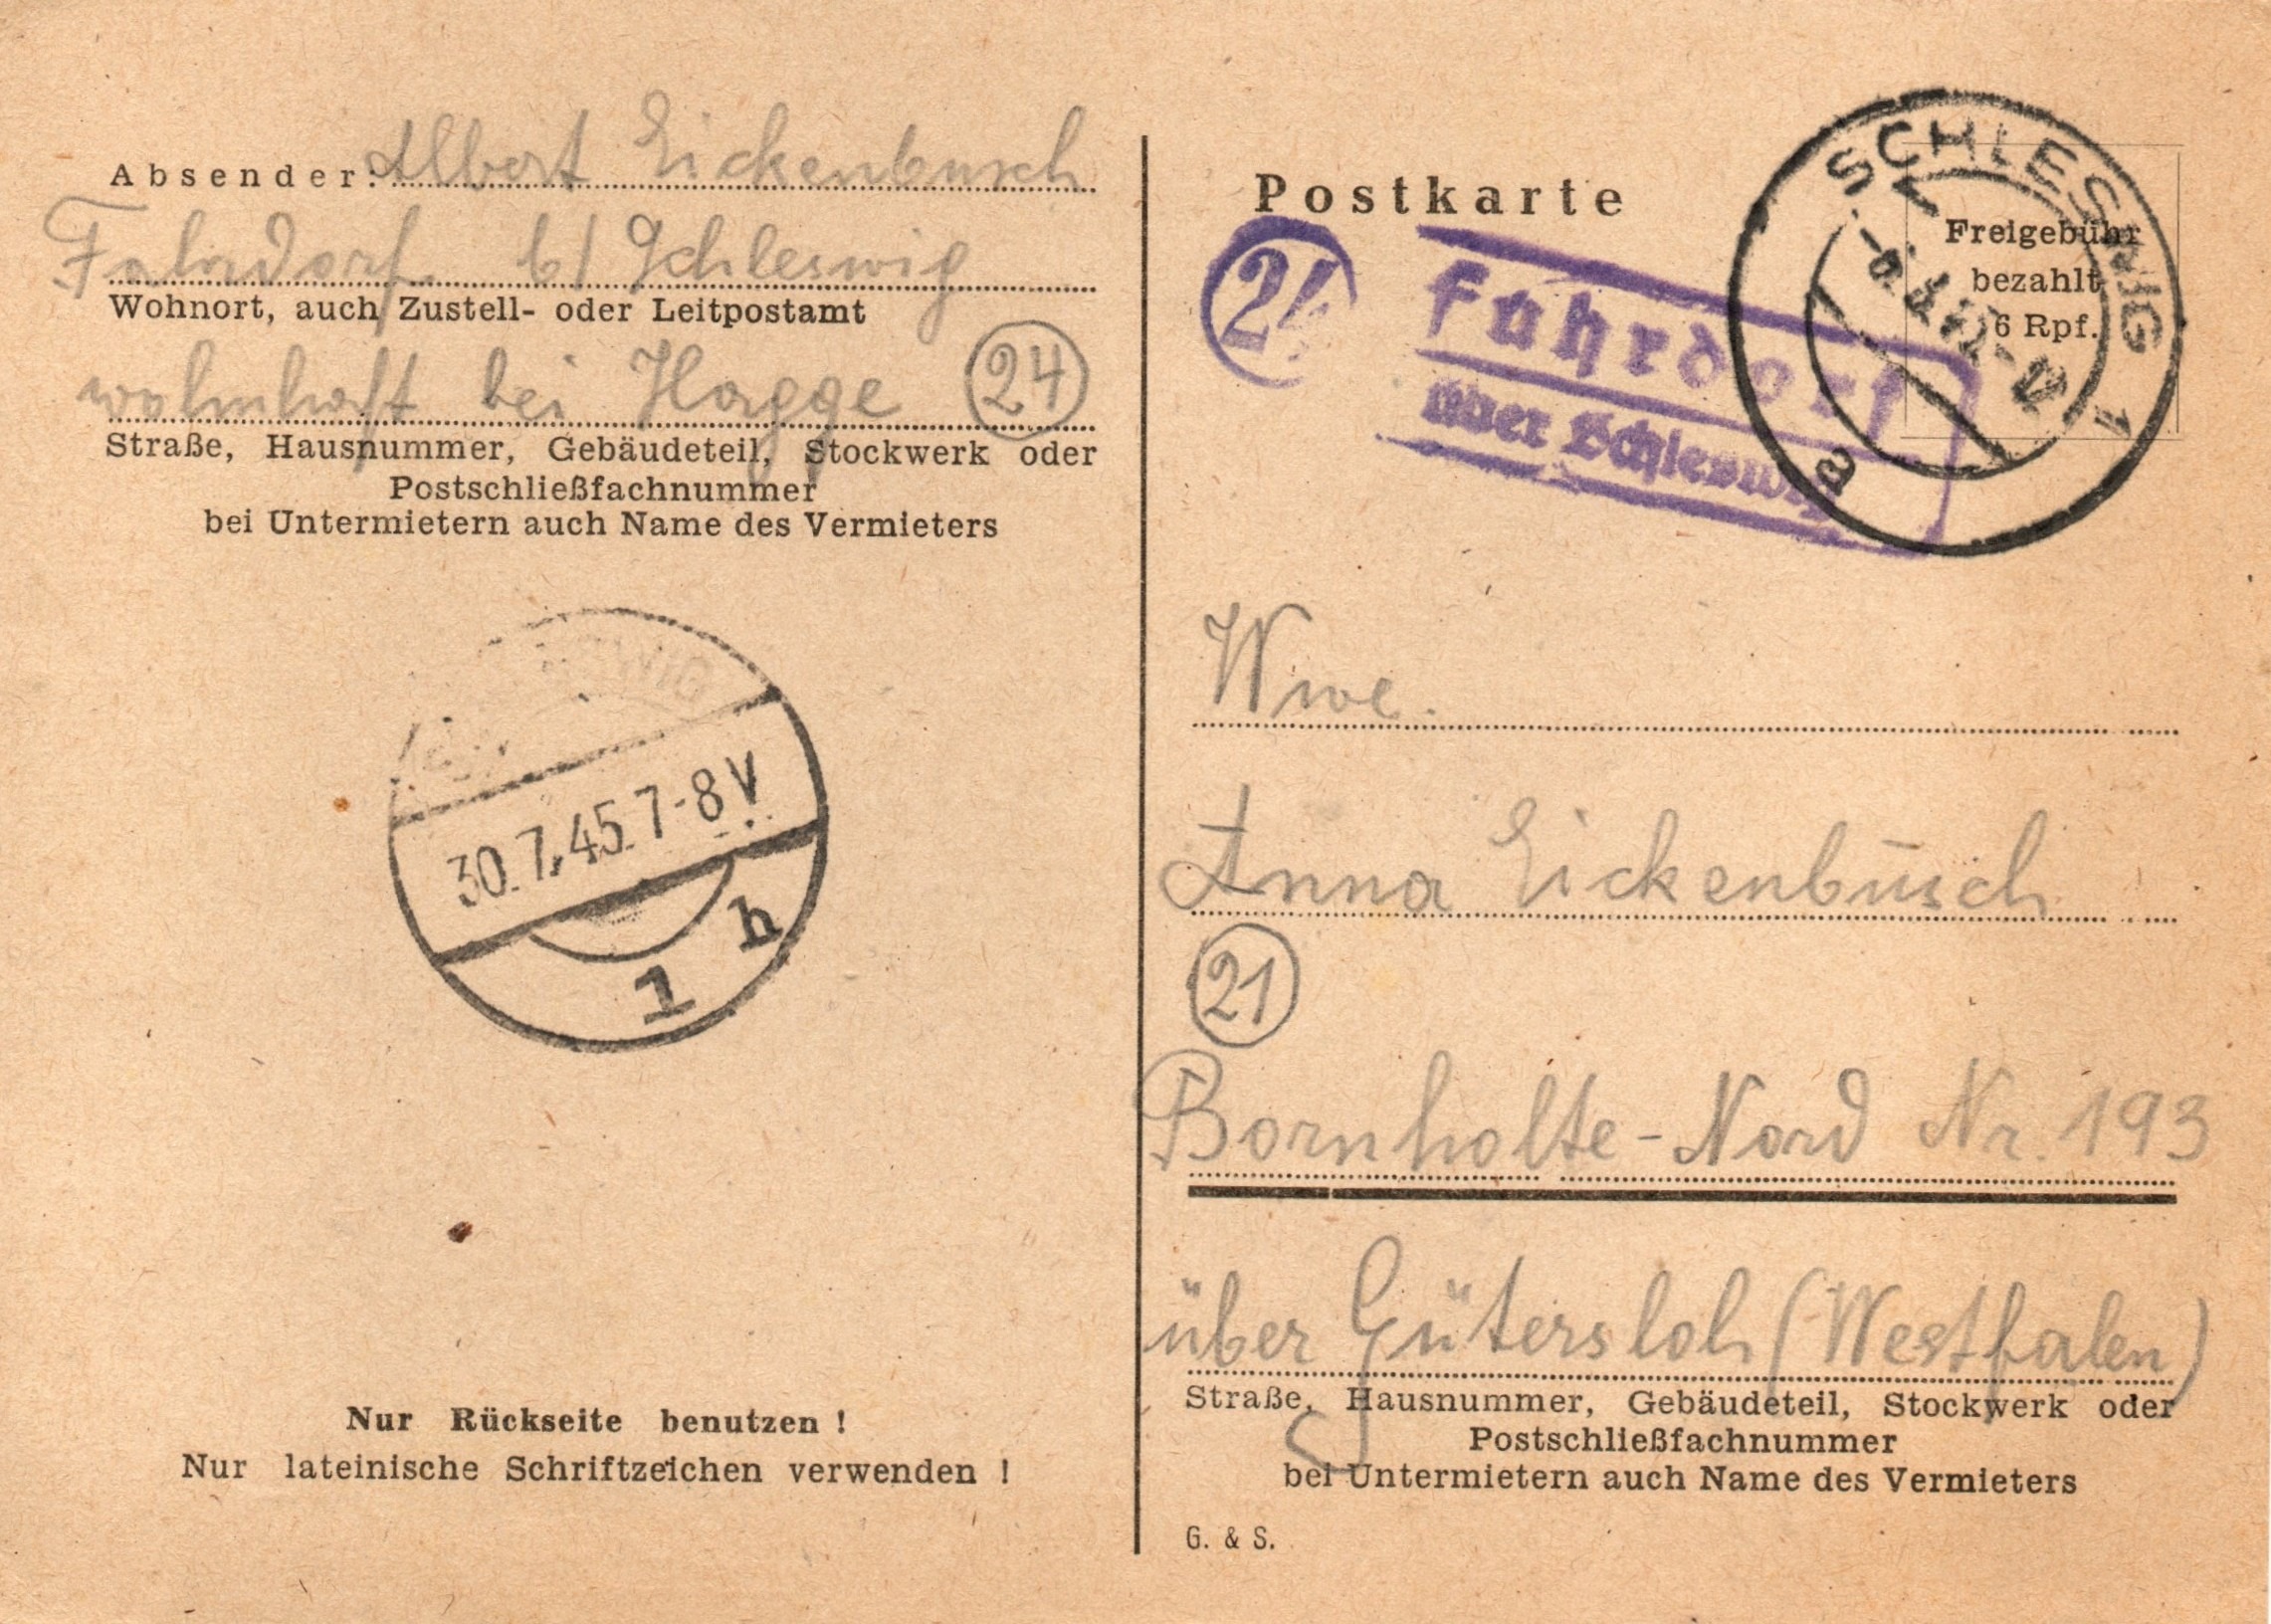 Absender: Albert Eickenbusch
Fahrdorf b/ Schleswig
Wohnort, auch Zustell- oder Leitpostamt
wohnhaft bei Hagge 24
Straße, Hausnummer, Gebäudeteil, Stockwerk oder
Postschließfachnummer
bei Untermietern auch Name des Vermieters
30.7.45.7-8V
1 h
Nur Rückseite benutzen !
Nur lateinische Schriftzeichen verwenden !
Postkarte
SCHLESWIG 1
a
Freigebühr
bezahlt
6 Rpf.
24
Fahrdorf
über Schleswig
Wwe.
Anna Eickenbusch
21
Bornholte-Nord Nr. 193
über Gütersloh (Westfalen)
Straße, Hausnummer, Gebäudeteil, Stockwerk oder
Postschließfachnummer
bei Untermietern auch Name des Vermieters
G. & S.